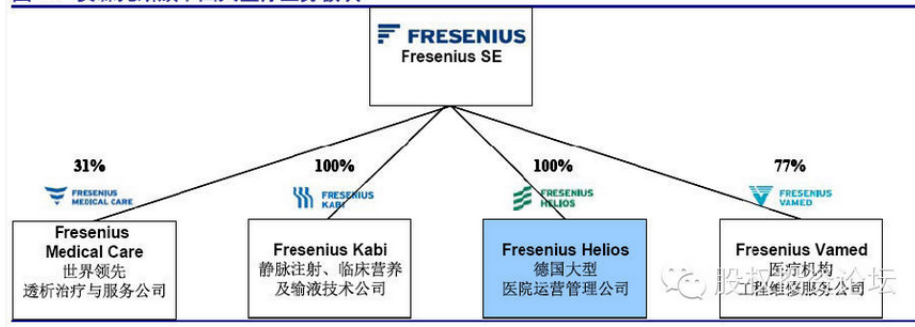 FRESENIUS
Fresenius SE
31%
100%
100%
77%
FRESENIUS
MEDICAL CARE
FRESENIUS
KABI
FRESENIUS
HELIOS
FRESENIUS
VAMED
Fresenius
Medical Care
世界领先
透析治疗与服务公司
Fresenius Kabi
静脉注射、临床营养
及输液技术公司
Fresenius Helios
德国大型
医院运营管理公司
Fresenius Vamed
医疗机构
工程维修服务公司
股权投资论坛